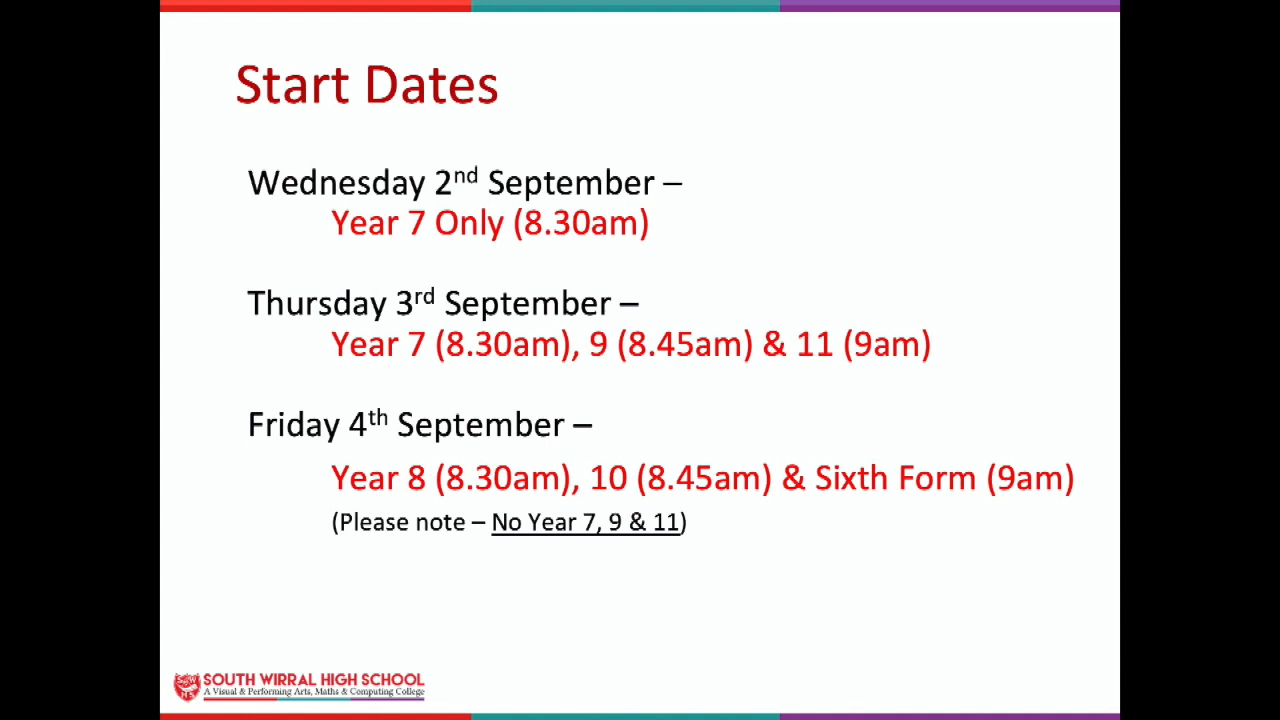 Start Dates
Wednesday 2nd September –
Year 7 Only (8.30am)
Thursday 3rd September –
Year 7 (8.30am), 9 (8.45am) & 11 (9am)
Friday 4th September –
Year 8 (8.30am), 10 (8.45am) & Sixth Form (9am)
(Please note – No Year 7, 9 & 11)
SOUTH WIRRAL HIGH SCHOOL
A Visual & Performing Arts, Maths & Computing College